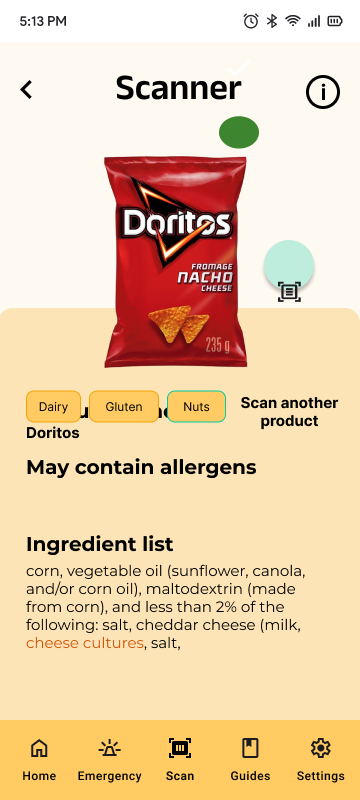 5:13 PM
Scanner
Doritos
FROMAGE
NACHO
CHEESE
235 g
Dairy
Gluten
Nuts
Scan another
product
Doritos
May contain allergens
Ingredient list
corn, vegetable oil (sunflower, canola,
and/or corn oil), maltodextrin (made
from corn), and less than 2% of the
following: salt, cheddar cheese (milk,
cheese cultures, salt,
Home
Emergency
Scan
Guides
Settings